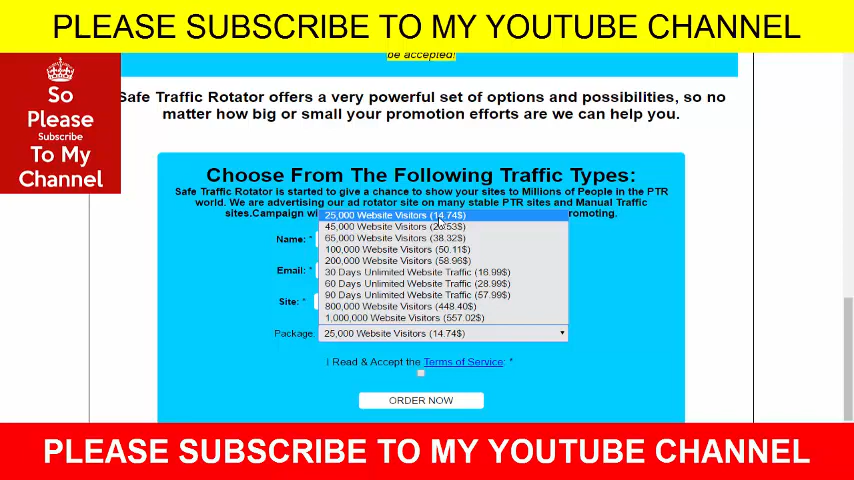 PLEASE SUBSCRIBE TO MY YOUTUBE CHANNEL
be accepted!
So
Please
Subscribe
To My
Channel
Safe Traffic Rotator offers a very powerful set of options and possibilities, so no
matter how big or small your promotion efforts are we can help you.
Choose From The Following Traffic Types:
Safe Traffic Rotator is started to give a chance to show your sites to Millions of People in the PTR
world. We are advertising our ad rotator site on many stable PTR sites and Manual Traffic
sites.Campaign wi romoting.
25,000 Website Visitors (14.74$)
45,000 Website Visitors (
65,000 Website Visitors (38.32$)
100,000 Website Visitors (50.11$)
200,000 Website Visitors (58.96$)
30 Days Unlimited Website Traffic (16.99$)
60 Days Unlimited Website Traffic (28.99$)
90 Days Unlimited Website Traffic (57.99$)
800,000 Website Visitors (448.40$)
1,000,000 Website Visitors (557.02$)
Name: *
Email: *
Site: *
Package: 25,000 Website Visitors (14.74$)
I Read & Accept the Terms of Service: *
ORDER NOW
PLEASE SUBSCRIBE TO MY YOUTUBE CHANNEL